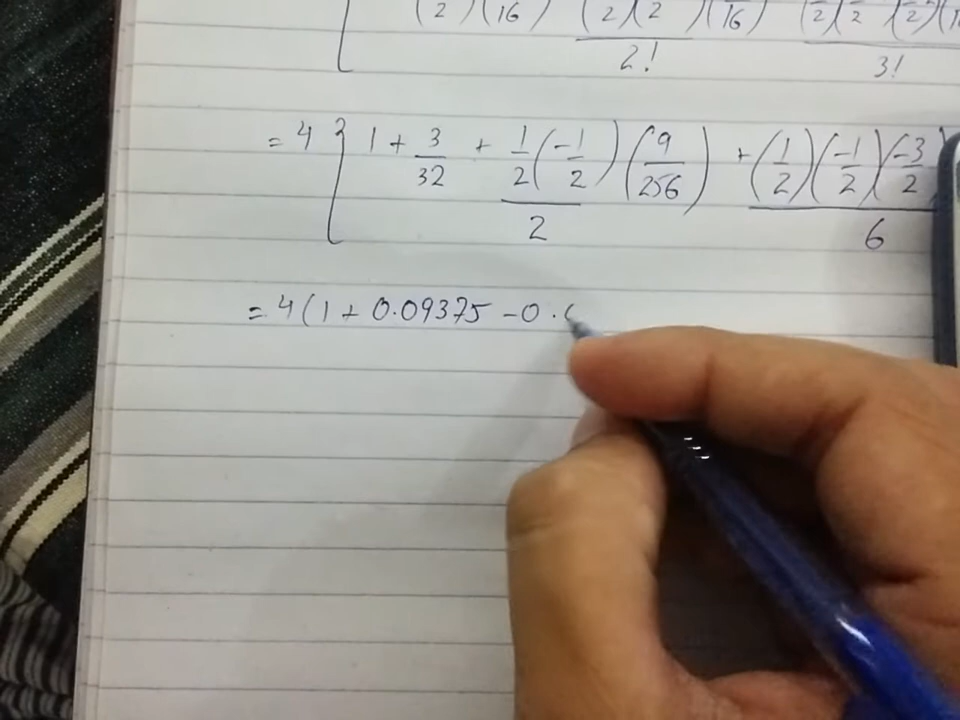 (2)(16) (2)(2)(16) (2)(2)(2)(1
2! 3!
= 4 { 1 + 3/32 + 1/2(-1/2)(9/256)/2 + (1/2)(-1/2)(-3/2)/6
= 4(1 + 0.09375 - 0.